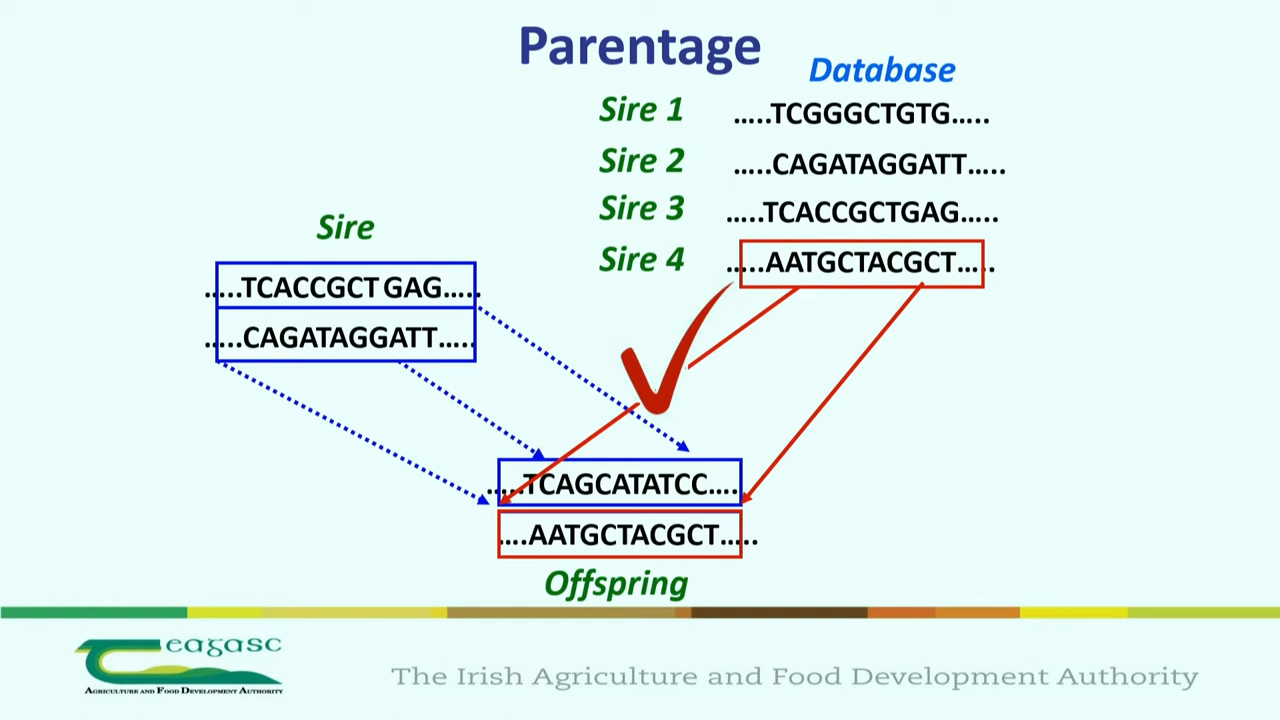 Parentage
Database
Sire 1 .....TCGGGCTGTG.....
Sire 2 .....CAGATAGGATT.....
Sire 3 .....TCACCGCTGAG.....
Sire 4 .....AATGCTACGCT.....
Sire
.....TCACCGCT GAG.....
.....CAGATAGGATT.....
.....TCAGCATATCC....
....AATGCTACGCT.....
Offspring
eagasc
AGRICULTURE AND FOOD DEVELOPMENT AUTHORITY
The Irish Agriculture and Food Development Authority